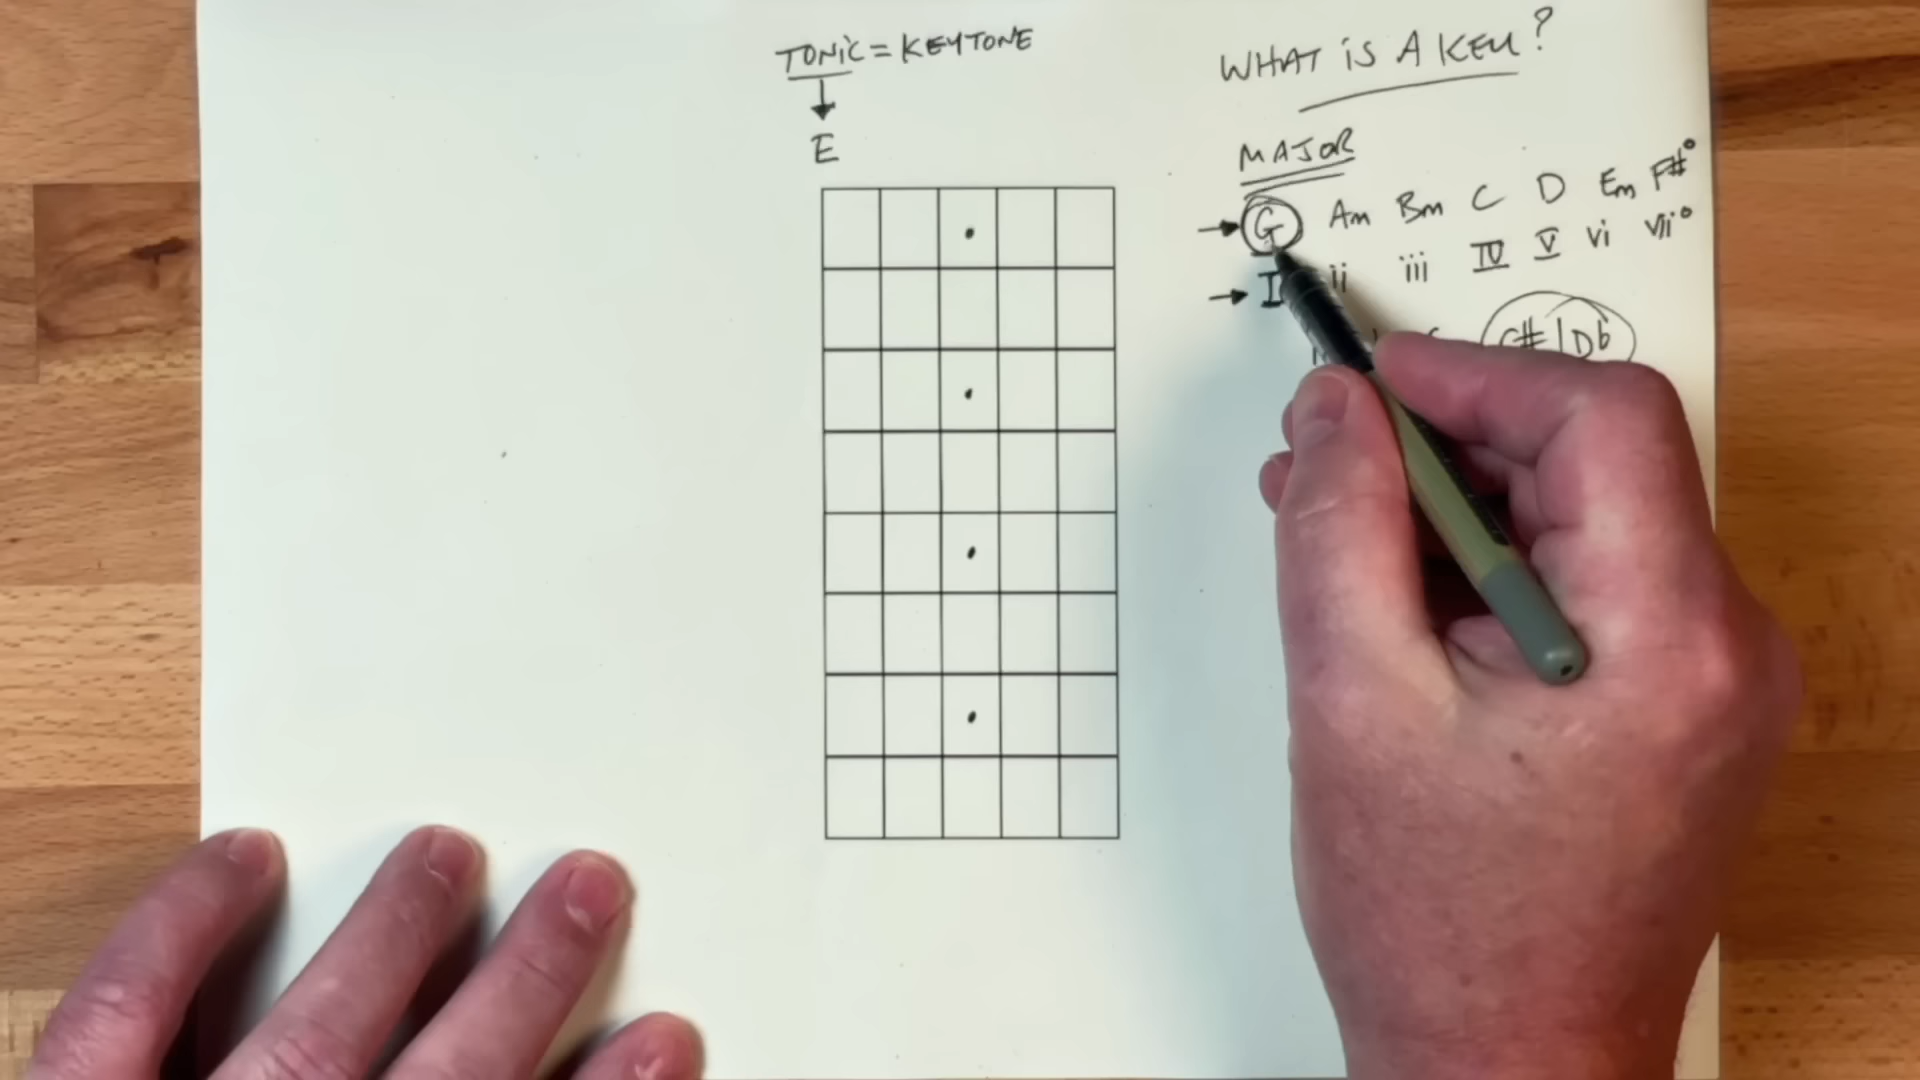 TONIC = KEYTONE
E
WHAT IS A KEY?
MAJOR
G Am Bm C D Em F#°
I ii iii IV V vi vii°
C#/Db